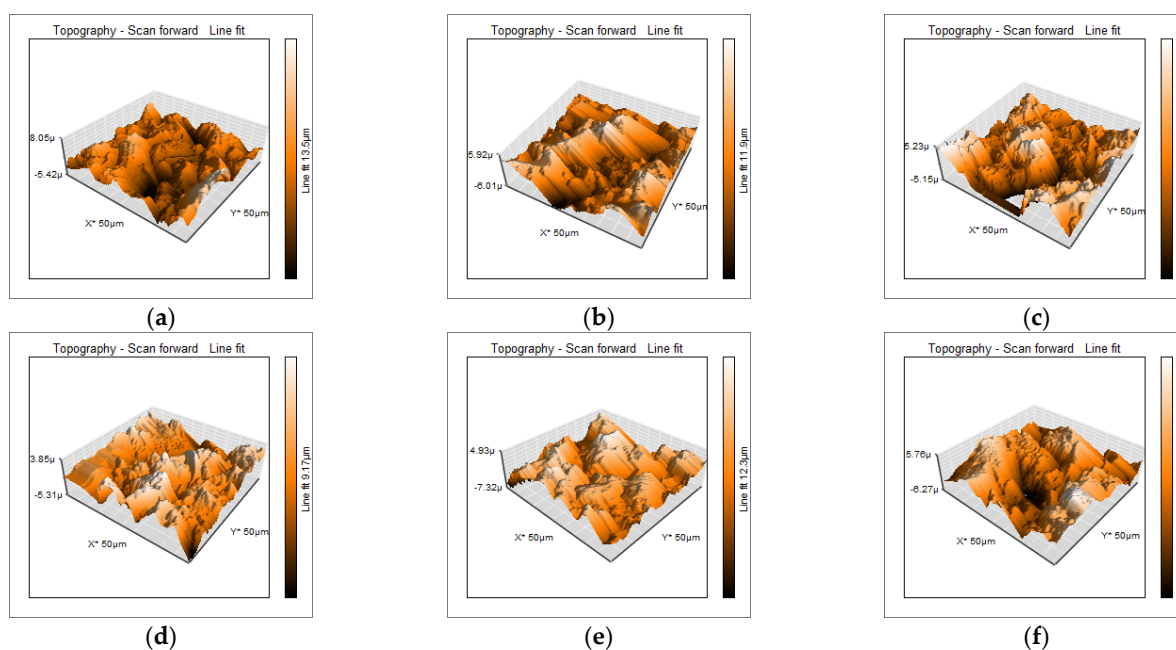 Topography - Scan forward Line fit
8.05µ
-5.42µ
X* 50µm
Y* 50µm
Line fit 13.5µm
(a)
Topography - Scan forward Line fit
5.92µ
-6.01µ
X* 50µm
Y* 50µm
Line fit 11.9µm
(b)
Topography - Scan forward Line fit
5.23µ
-5.15µ
X* 50µm
Y* 50µm
(c)
Topography - Scan forward Line fit
3.85µ
-5.31µ
X* 50µm
Y* 50µm
Line fit 9.17µm
(d)
Topography - Scan forward Line fit
4.93µ
-7.32µ
X* 50µm
Y* 50µm
Line fit 12.3µm
(e)
Topography - Scan forward Line fit
5.76µ
-6.27µ
X* 50µm
Y* 50µm
(f)